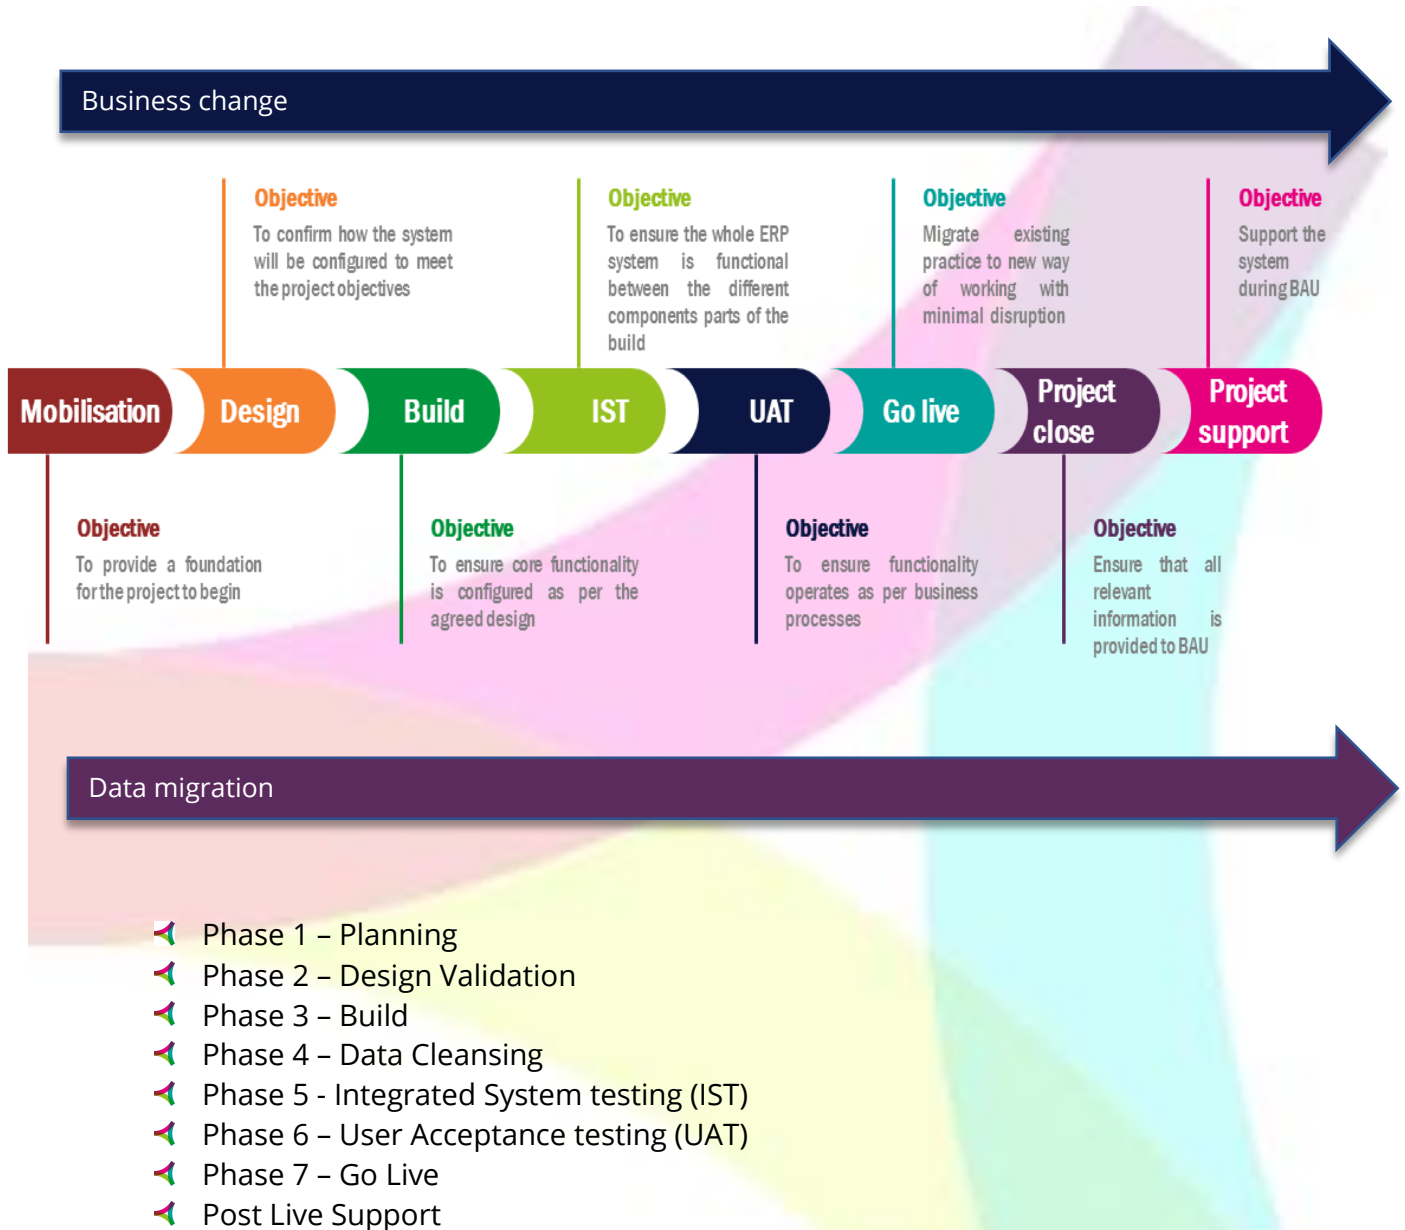 Business change
Objective
To confirm how the system
will be configured to meet
the project objectives
Objective
To ensure the whole ERP
system is functional
between the different
components parts of the
build
Objective
Migrate existing
practice to new way
of working with
minimal disruption
Objective
Support the
system
during BAU
Mobilisation
Design
Build
IST
UAT
Go live
Project
close
Project
support
Objective
To provide a foundation
for the project to begin
Objective
To ensure core functionality
is configured as per the
agreed design
Objective
To ensure functionality
operates as per business
processes
Objective
Ensure that all
relevant
information is
provided to BAU
Data migration
Phase 1 – Planning
Phase 2 – Design Validation
Phase 3 – Build
Phase 4 – Data Cleansing
Phase 5 - Integrated System testing (IST)
Phase 6 – User Acceptance testing (UAT)
Phase 7 – Go Live
Post Live Support